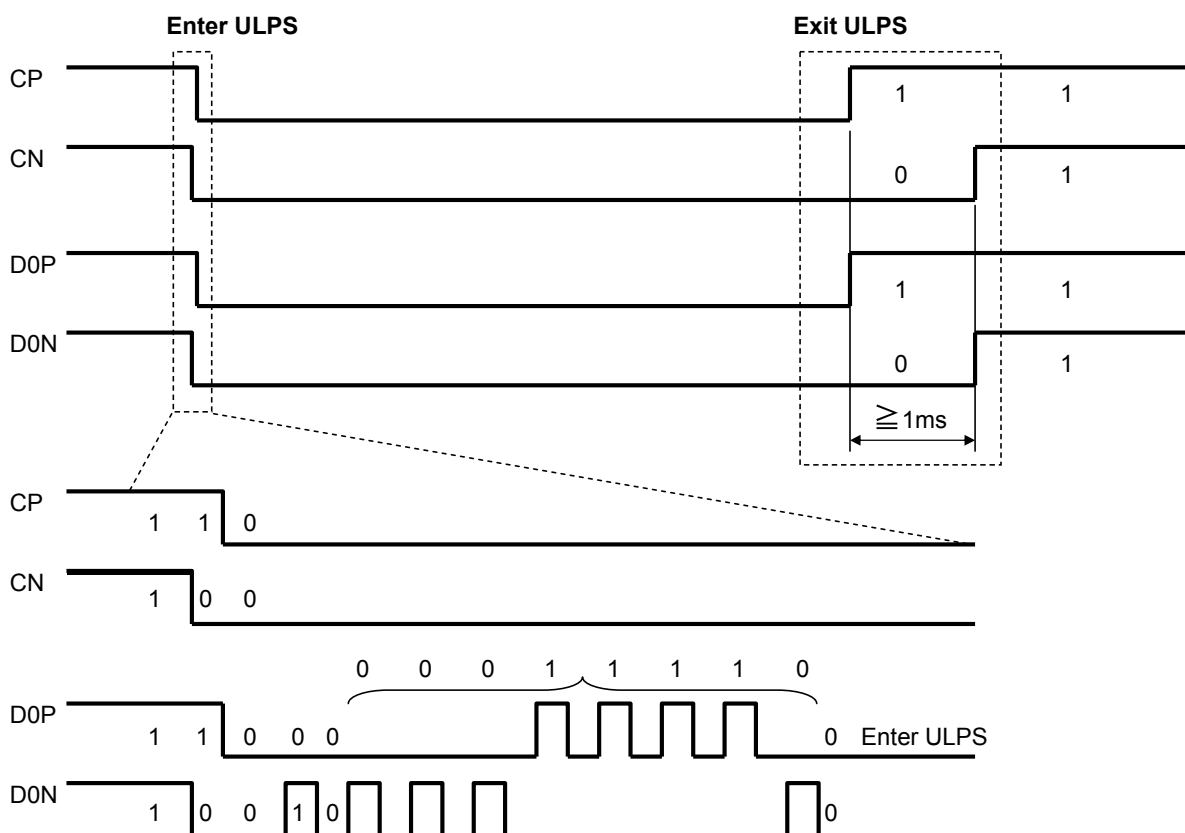 Enter ULPS Exit ULPS
CP
1 1
CN
0 1
D0P
1 1
D0N
0 1
≧ 1ms
CP
1 1 0
CN
1 0 0
0 0 0 1 1 1 1 0
D0P
1 1 0 0 0 0 Enter ULPS
D0N
1 0 0 1 0 0